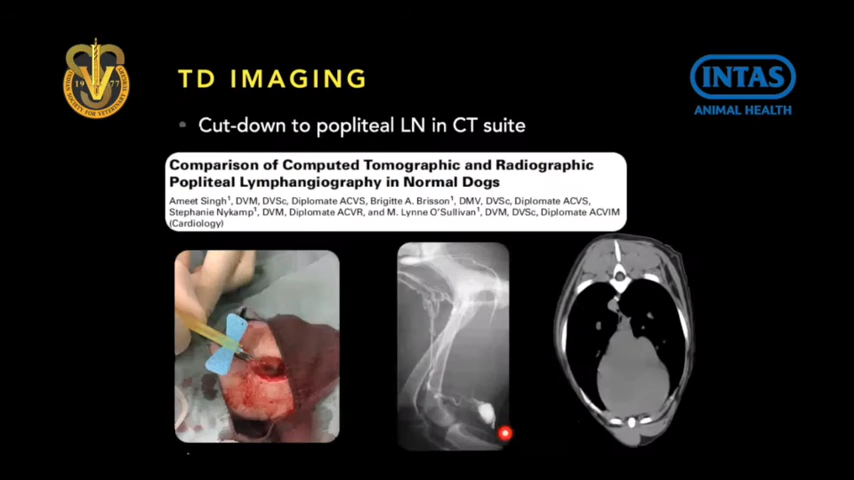 TD IMAGING
INTAS
ANIMAL HEALTH
Cut-down to popliteal LN in CT suite
Comparison of Computed Tomographic and Radiographic
Popliteal Lymphangiography in Normal Dogs
Ameet Singh1, DVM, DVSc, Diplomate ACVS, Brigitte A. Brisson1, DMV, DVSc, Diplomate ACVS,
Stephanie Nykamp1, DVM, Diplomate ACVR, and M. Lynne O'Sullivan1, DVM, DVSc, Diplomate ACVIM
(Cardiology)